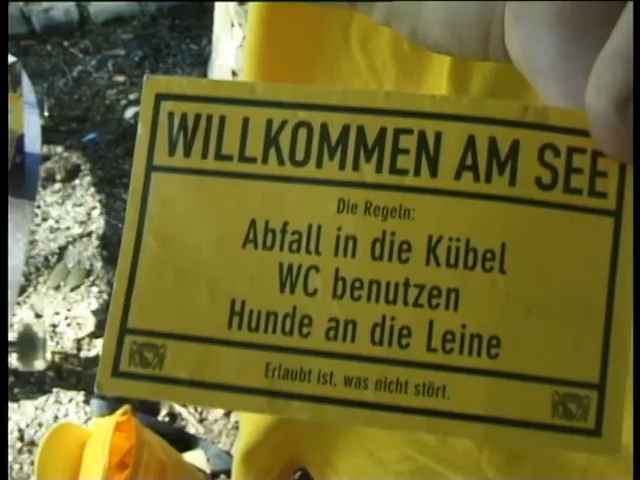 WILLKOMMEN AM SEE
Die Regeln:
Abfall in die Kübel
WC benutzen
Hunde an die Leine
Erlaubt ist, was nicht stört.